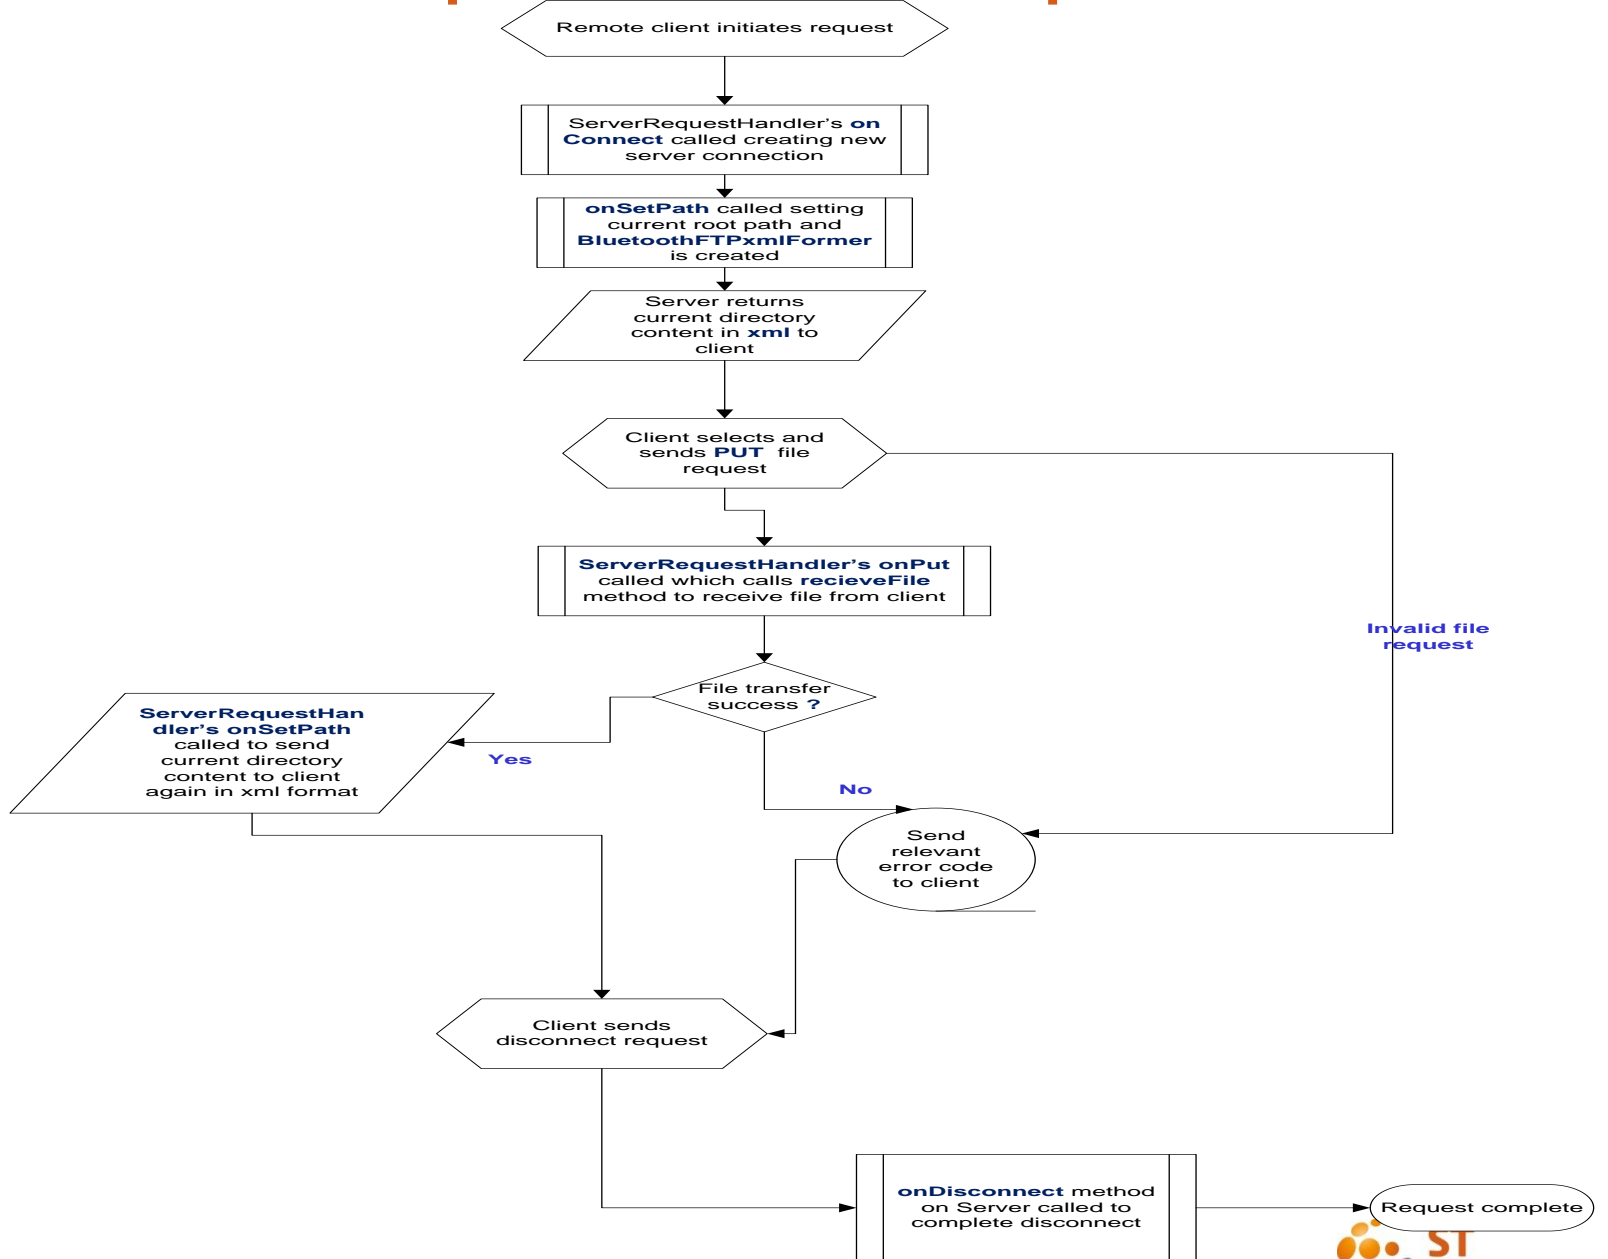 Remote client initiates request
ServerRequestHandler’s on
Connect called creating new
server connection
onSetPath called setting
current root path and
BluetoothFTPxmlFormer
is created
Server returns
current directory
content in xml to
client
Client selects and
sends PUT file
request
ServerRequestHandler’s onPut
called which calls recieveFile
method to receive file from client
Invalid file
request
File transfer
success ?
ServerRequestHan
dler’s onSetPath
called to send
current directory
content to client
again in xml format
Yes
No
Send
relevant
error code
to client
Client sends
disconnect request
onDisconnect method
on Server called to
complete disconnect
Request complete
ST